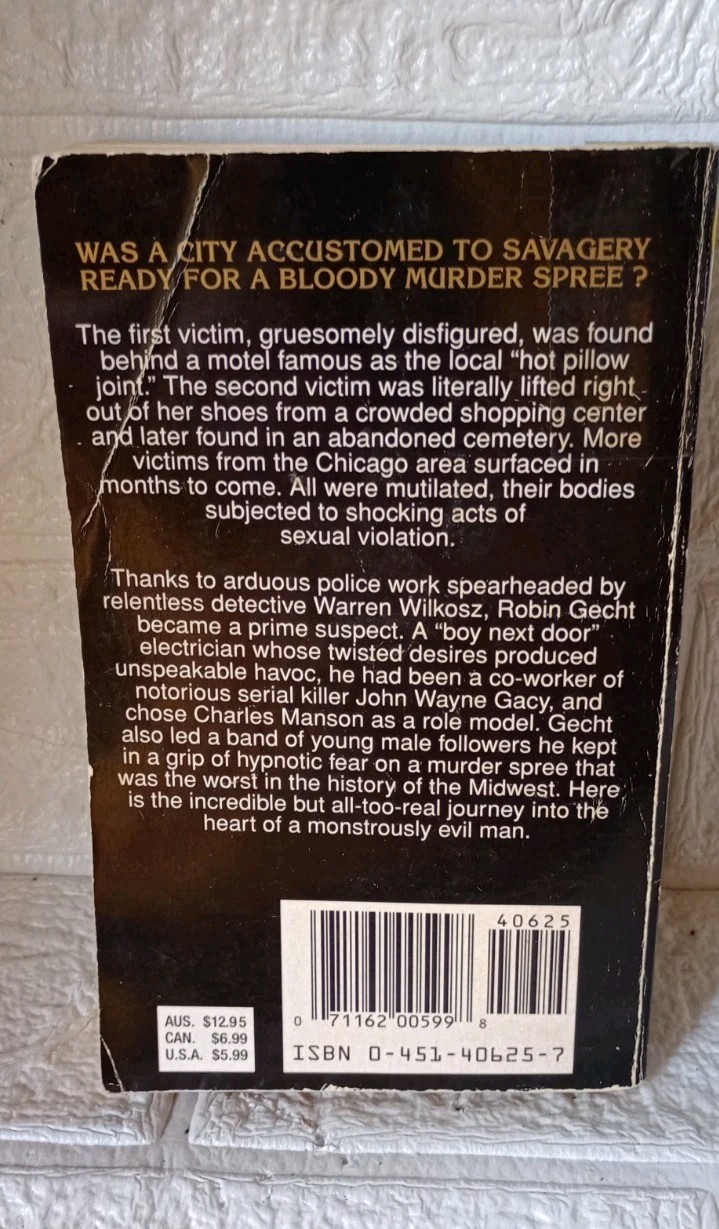 WAS A CITY ACCUSTOMED TO SAVAGERY
READY FOR A BLOODY MURDER SPREE ?
The first victim, gruesomely disfigured, was found
behind a motel famous as the local “hot pillow
joint.” The second victim was literally lifted right
out of her shoes from a crowded shopping center
and later found in an abandoned cemetery. More
victims from the Chicago area surfaced in
months to come. All were mutilated, their bodies
subjected to shocking acts of
sexual violation.
Thanks to arduous police work spearheaded by
relentless detective Warren Wilkosz, Robin Gecht
became a prime suspect. A “boy next door”
electrician whose twisted desires produced
unspeakable havoc, he had been a co-worker of
notorious serial killer John Wayne Gacy, and
chose Charles Manson as a role model. Gecht
also led a band of young male followers he kept
in a grip of hypnotic fear on a murder spree that
was the worst in the history of the Midwest. Here
is the incredible but all-too-real journey into the
heart of a monstrously evil man.
40625
0 71162 00599 8
ISBN 0-451-40625-7
AUS. $12.95
CAN. $6.99
U.S.A. $5.99